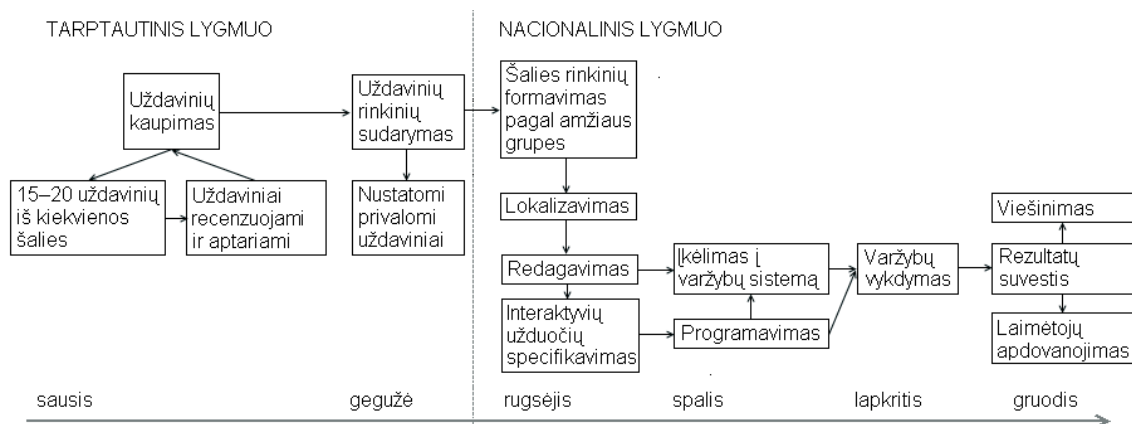 TARPTAUTINIS LYGMUO
NACIONALINIS LYGMUO
Uždavinių
kaupimas
Uždavinių
rinkinių
sudarymas
15–20 uždavinių
iš kiekvienos
šalies
Uždaviniai
recenzuojami
ir aptariami
Nustatomi
privalomi
uždaviniai
Šalies rinkinių
formavimas
pagal amžiaus
grupes
Lokalizavimas
Redagavimas
Interaktyvių
užduočių
specifikavimas
Įkėlimas į
varžybų sistemą
Programavimas
Varžybų
vykdymas
Viešinimas
Rezultatų
suvestis
Laimėtojų
apdovanojimas
sausis
gegužė
rugsėjis
spalis
lapkritis
gruodis